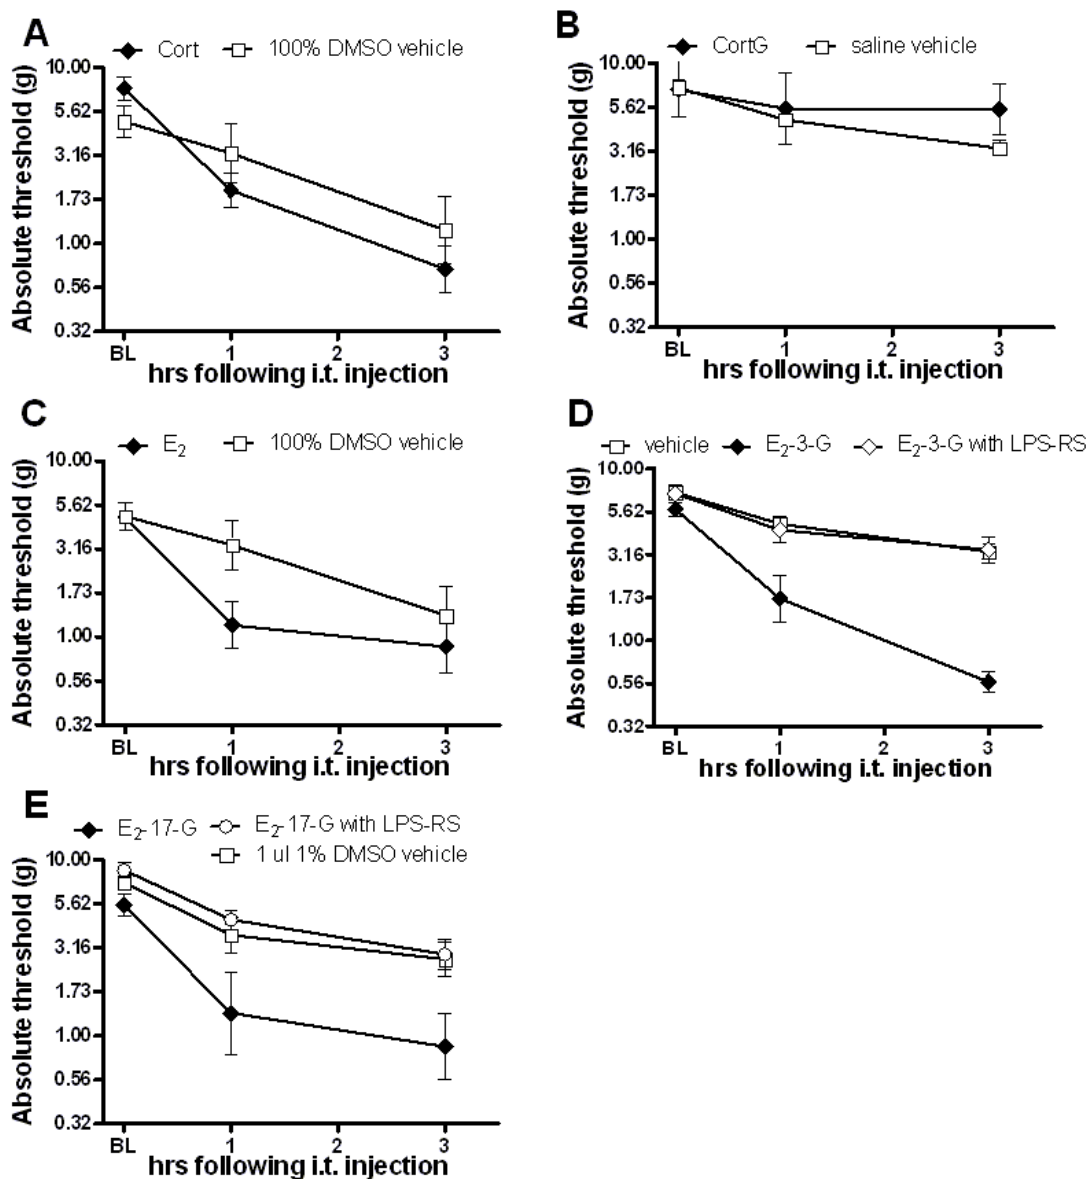 A
Cort 100% DMSO vehicle
Absolute threshold (g)
10.00
5.62
3.16
1.73
1.00
0.56
0.32
BL 1 2 3
hrs following i.t. injection
B
CortG saline vehicle
Absolute threshold (g)
10.00
5.62
3.16
1.73
1.00
0.56
0.32
BL 1 2 3
hrs following i.t. injection
C
E2 100% DMSO vehicle
Absolute threshold (g)
10.00
5.62
3.16
1.73
1.00
0.56
0.32
BL 1 2 3
hrs following i.t. injection
D
vehicle E2-3-G E2-3-G with LPS-RS
Absolute threshold (g)
10.00
5.62
3.16
1.73
1.00
0.56
0.32
BL 1 2 3
hrs following i.t. injection
E
E2-17-G E2-17-G with LPS-RS
1 ul 1% DMSO vehicle
Absolute threshold (g)
10.00
5.62
3.16
1.73
1.00
0.56
0.32
BL 1 2 3
hrs following i.t. injection